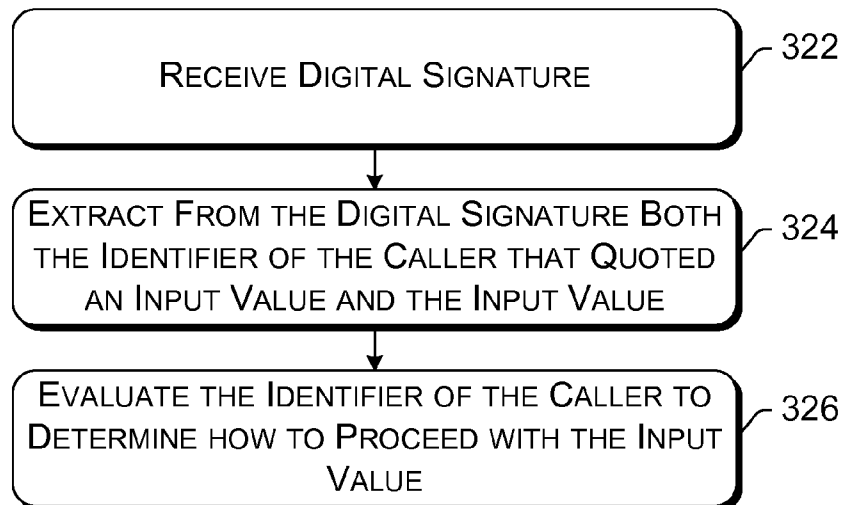 RECEIVE DIGITAL SIGNATURE
322
EXTRACT FROM THE DIGITAL SIGNATURE BOTH
THE IDENTIFIER OF THE CALLER THAT QUOTED
AN INPUT VALUE AND THE INPUT VALUE
324
EVALUATE THE IDENTIFIER OF THE CALLER TO
DETERMINE HOW TO PROCEED WITH THE INPUT
VALUE
326